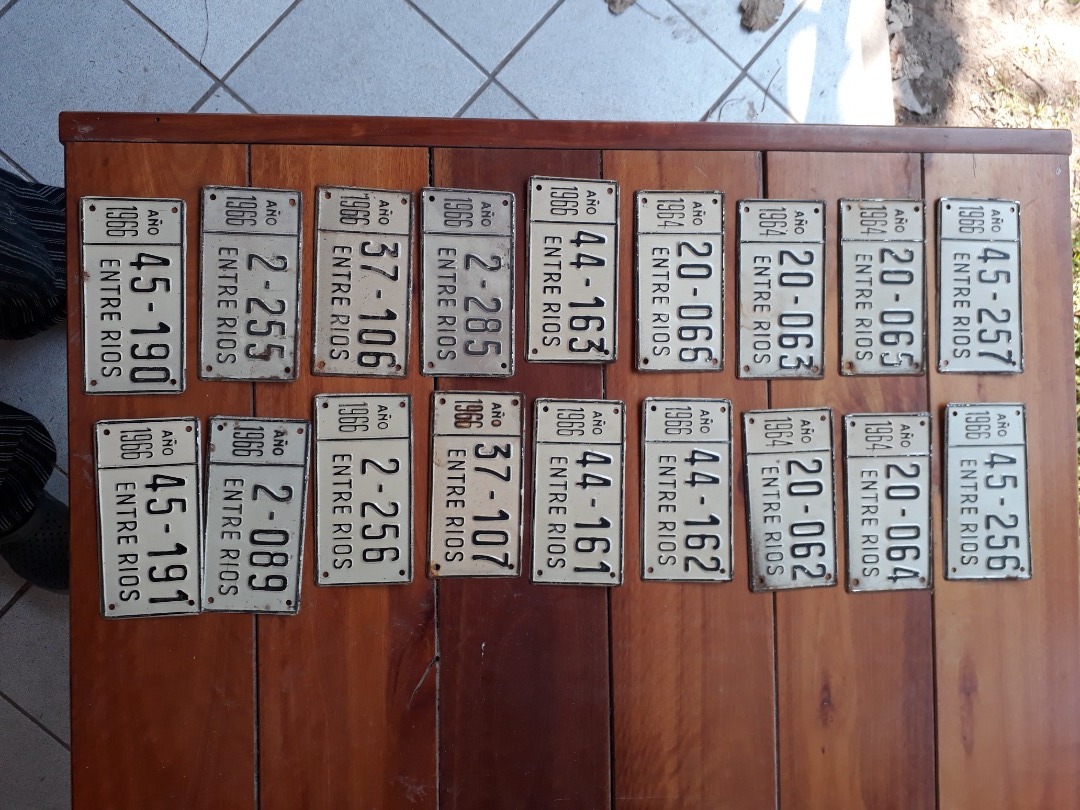 AÑO
1966
45-257
ENTRE RIOS
AÑO
1966
45-256
ENTRE RIOS
AÑO
1964
20-065
ENTRE RIOS
AÑO
1964
20-064
ENTRE RIOS
AÑO
1964
20-063
ENTRE RIOS
AÑO
1964
20-062
ENTRE RIOS
AÑO
1964
20-066
ENTRE RIOS
AÑO
1966
44-162
ENTRE RIOS
AÑO
1966
44-163
ENTRE RIOS
AÑO
1966
44-161
ENTRE RIOS
AÑO
1966
2-285
ENTRE RIOS
AÑO
1966
37-107
ENTRE RIOS
AÑO
1966
37-106
ENTRE RIOS
AÑO
1966
2-256
ENTRE RIOS
AÑO
1966
2-255
ENTRE RIOS
AÑO
1966
2-089
ENTRE RIOS
AÑO
1966
45-190
ENTRE RIOS
AÑO
1966
45-191
ENTRE RIOS